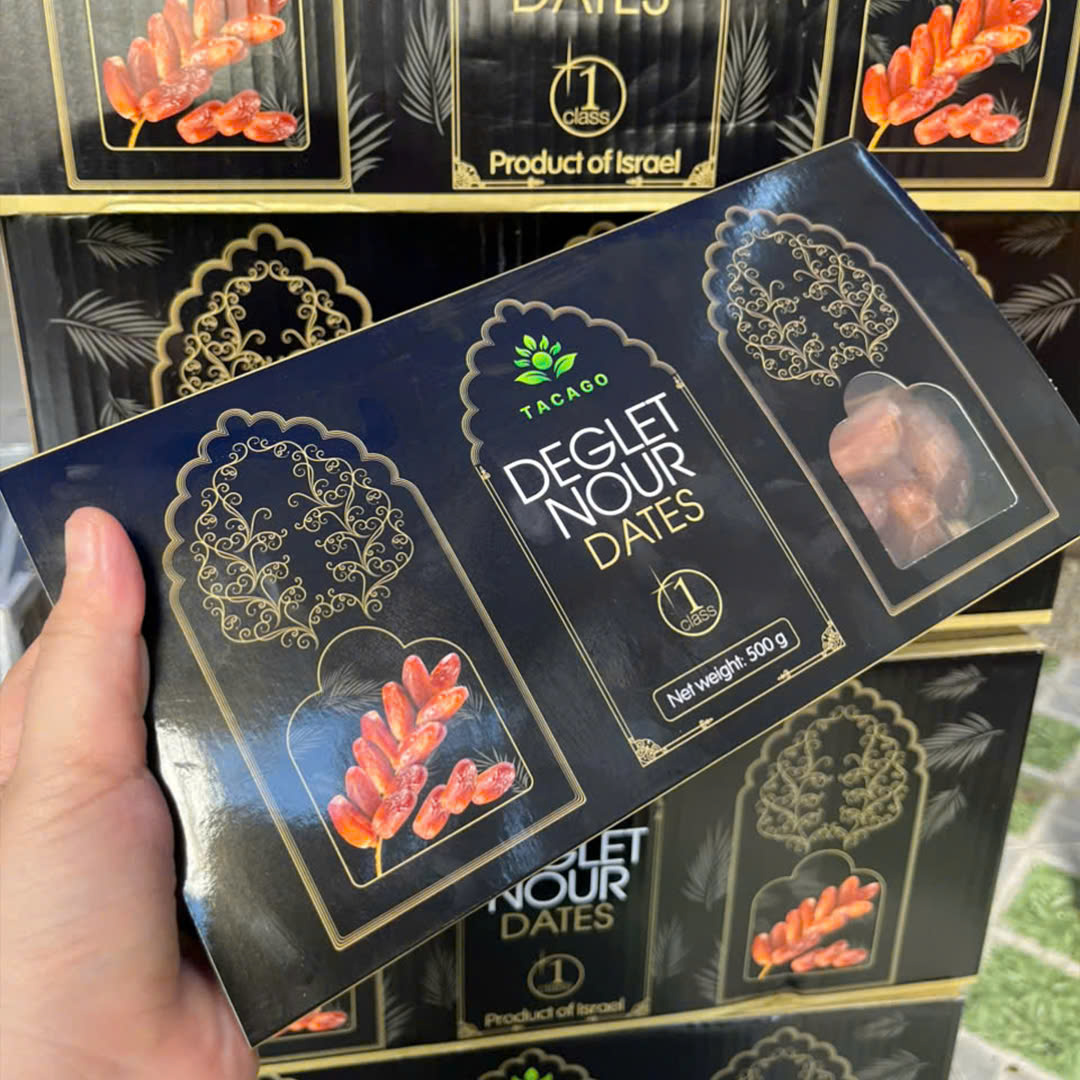 DATES
1
class
Product of Israel
TACAGO
DEGLET
NOUR
DATES
1
class
Net weight: 500 g
DEGLET
NOUR
DATES
1
class
Product of Israel